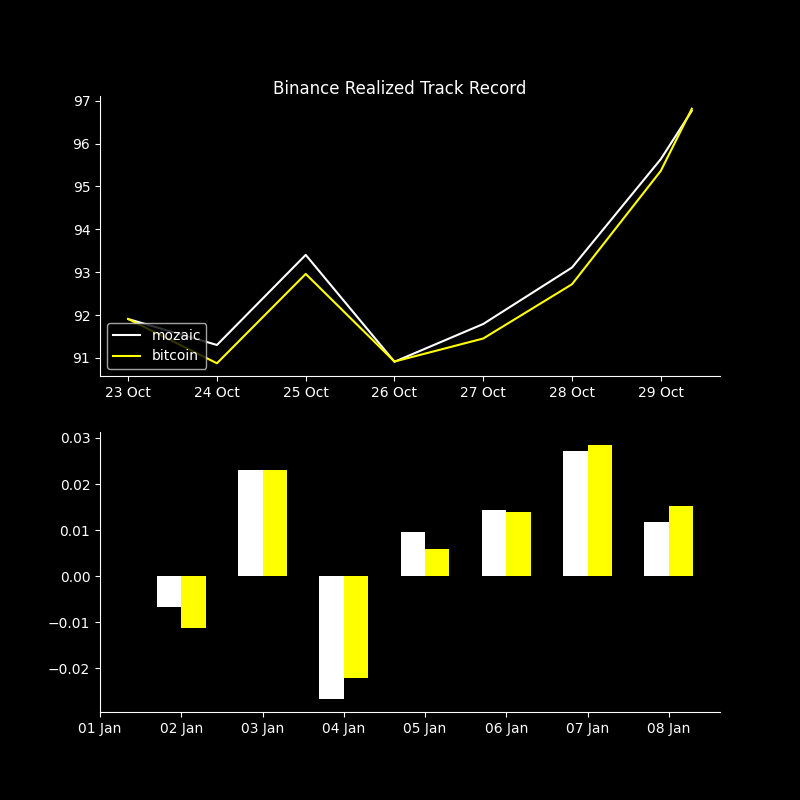 Binance Realized Track Record
97
96
95
94
93
92
91
mozaic
bitcoin
23 Oct 24 Oct 25 Oct 26 Oct 27 Oct 28 Oct 29 Oct
0.03
0.02
0.01
0.00
−0.01
−0.02
01 Jan 02 Jan 03 Jan 04 Jan 05 Jan 06 Jan 07 Jan 08 Jan